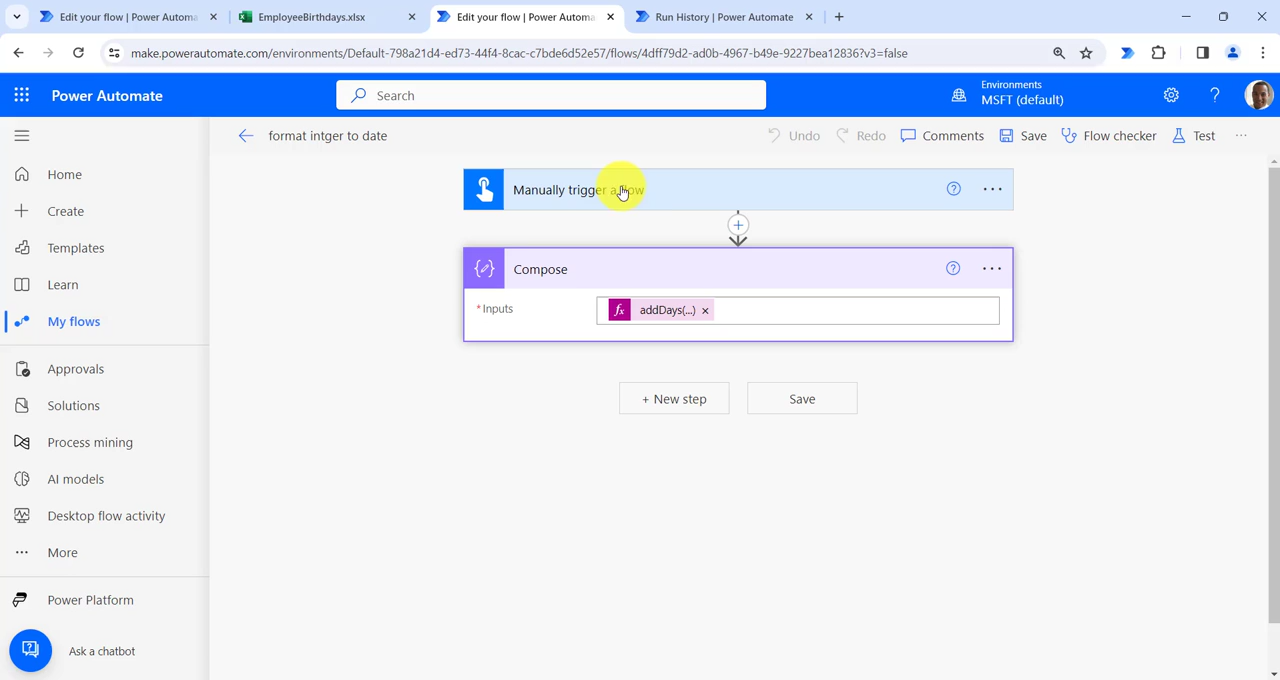 Edit your flow | Power Automa
EmployeeBirthdays.xlsx
Edit your flow | Power Automa
Run History | Power Automate
make.powerautomate.com/environments/Default-798a21d4-ed73-44f4-8cac-c7bde6d52e57/flows/4dff79d2-ad0b-4967-b49e-9227bea12836?v3=false
Power Automate
Search
Environments
MSFT (default)
format intger to date
Undo
Redo
Comments
Save
Flow checker
Test
Home
Create
Templates
Learn
My flows
Approvals
Solutions
Process mining
AI models
Desktop flow activity
More
Power Platform
Ask a chatbot
Manually trigger a flow
Compose
* Inputs
fx addDays(...) ×
+ New step
Save